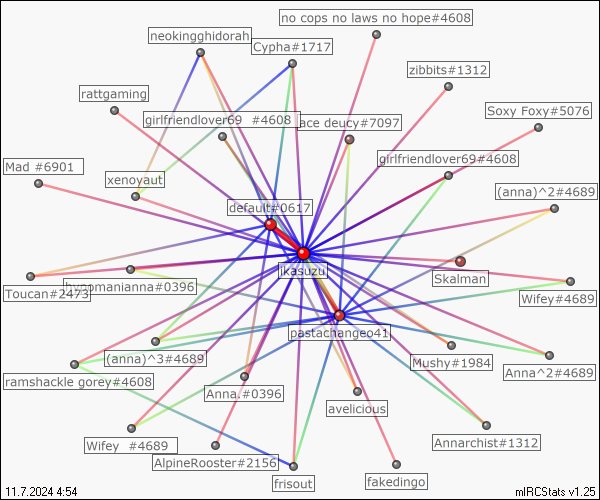 no cops no laws no hope#4608
neokingghidorah
Cypha#1717
zibbits#1312
rattgaming
Soxy Foxy#5076
girlfriendlover69 #4608
ace deucy#7097
girlfriendlover69#4608
Mad #6901
xenoyaut
(anna)^2#4689
default#0617
jkasuzu
Skalman
hypomanianna#0396
Toucan#2473
Wifey#4689
pastachangeo41
(anna)^3#4689
Mushy#1984
Anna^2#4689
ramshackle gorey#4608
Anna.#0396
avelicious
Wifey #4689
Annarchist#1312
AlpineRooster#2156
fakedingo
frisout
11.7.2024 4:54
mIRCStats v1.25